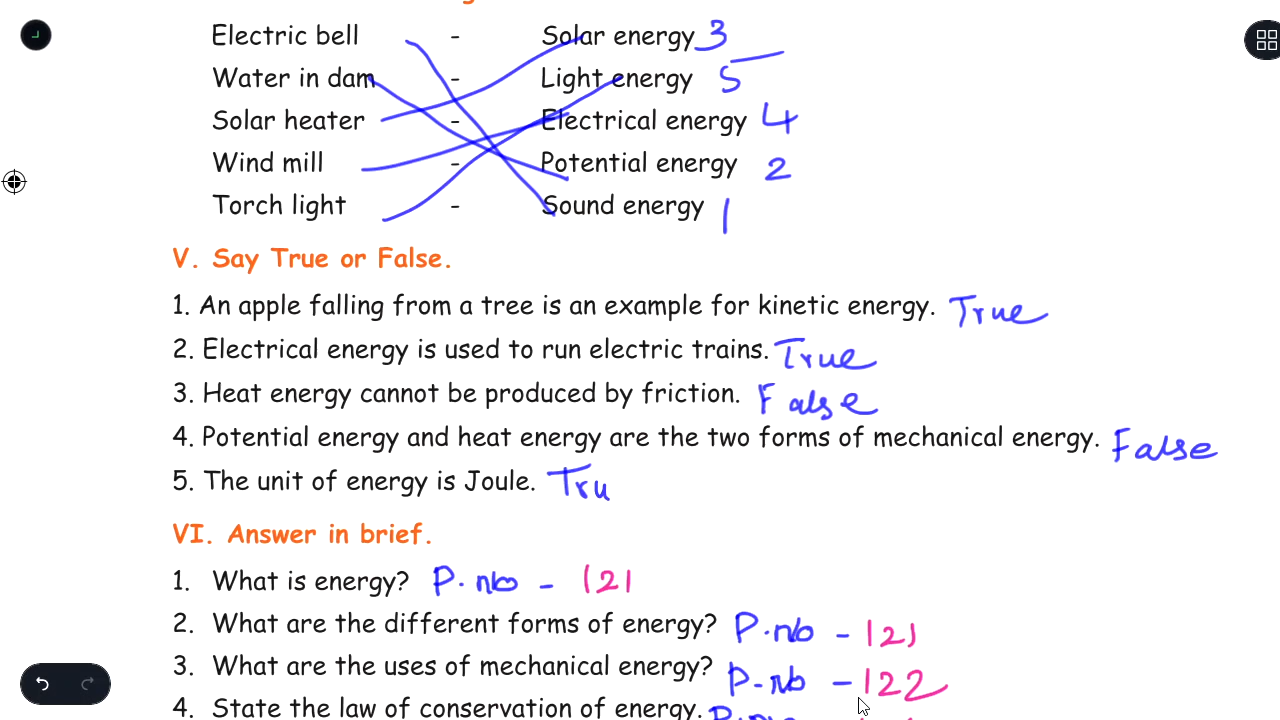 Electric bell - Solar energy 3
Water in dam - Light energy 5
Solar heater - Electrical energy 4
Wind mill - Potential energy 2
Torch light - Sound energy 1
V. Say True or False.
1. An apple falling from a tree is an example for kinetic energy. True
2. Electrical energy is used to run electric trains. True
3. Heat energy cannot be produced by friction. False
4. Potential energy and heat energy are the two forms of mechanical energy. False
5. The unit of energy is Joule. Tru
VI. Answer in brief.
1. What is energy? P.no - 121
2. What are the different forms of energy? P.no - 121
3. What are the uses of mechanical energy? P.no - 122
4. State the law of conservation of energy.